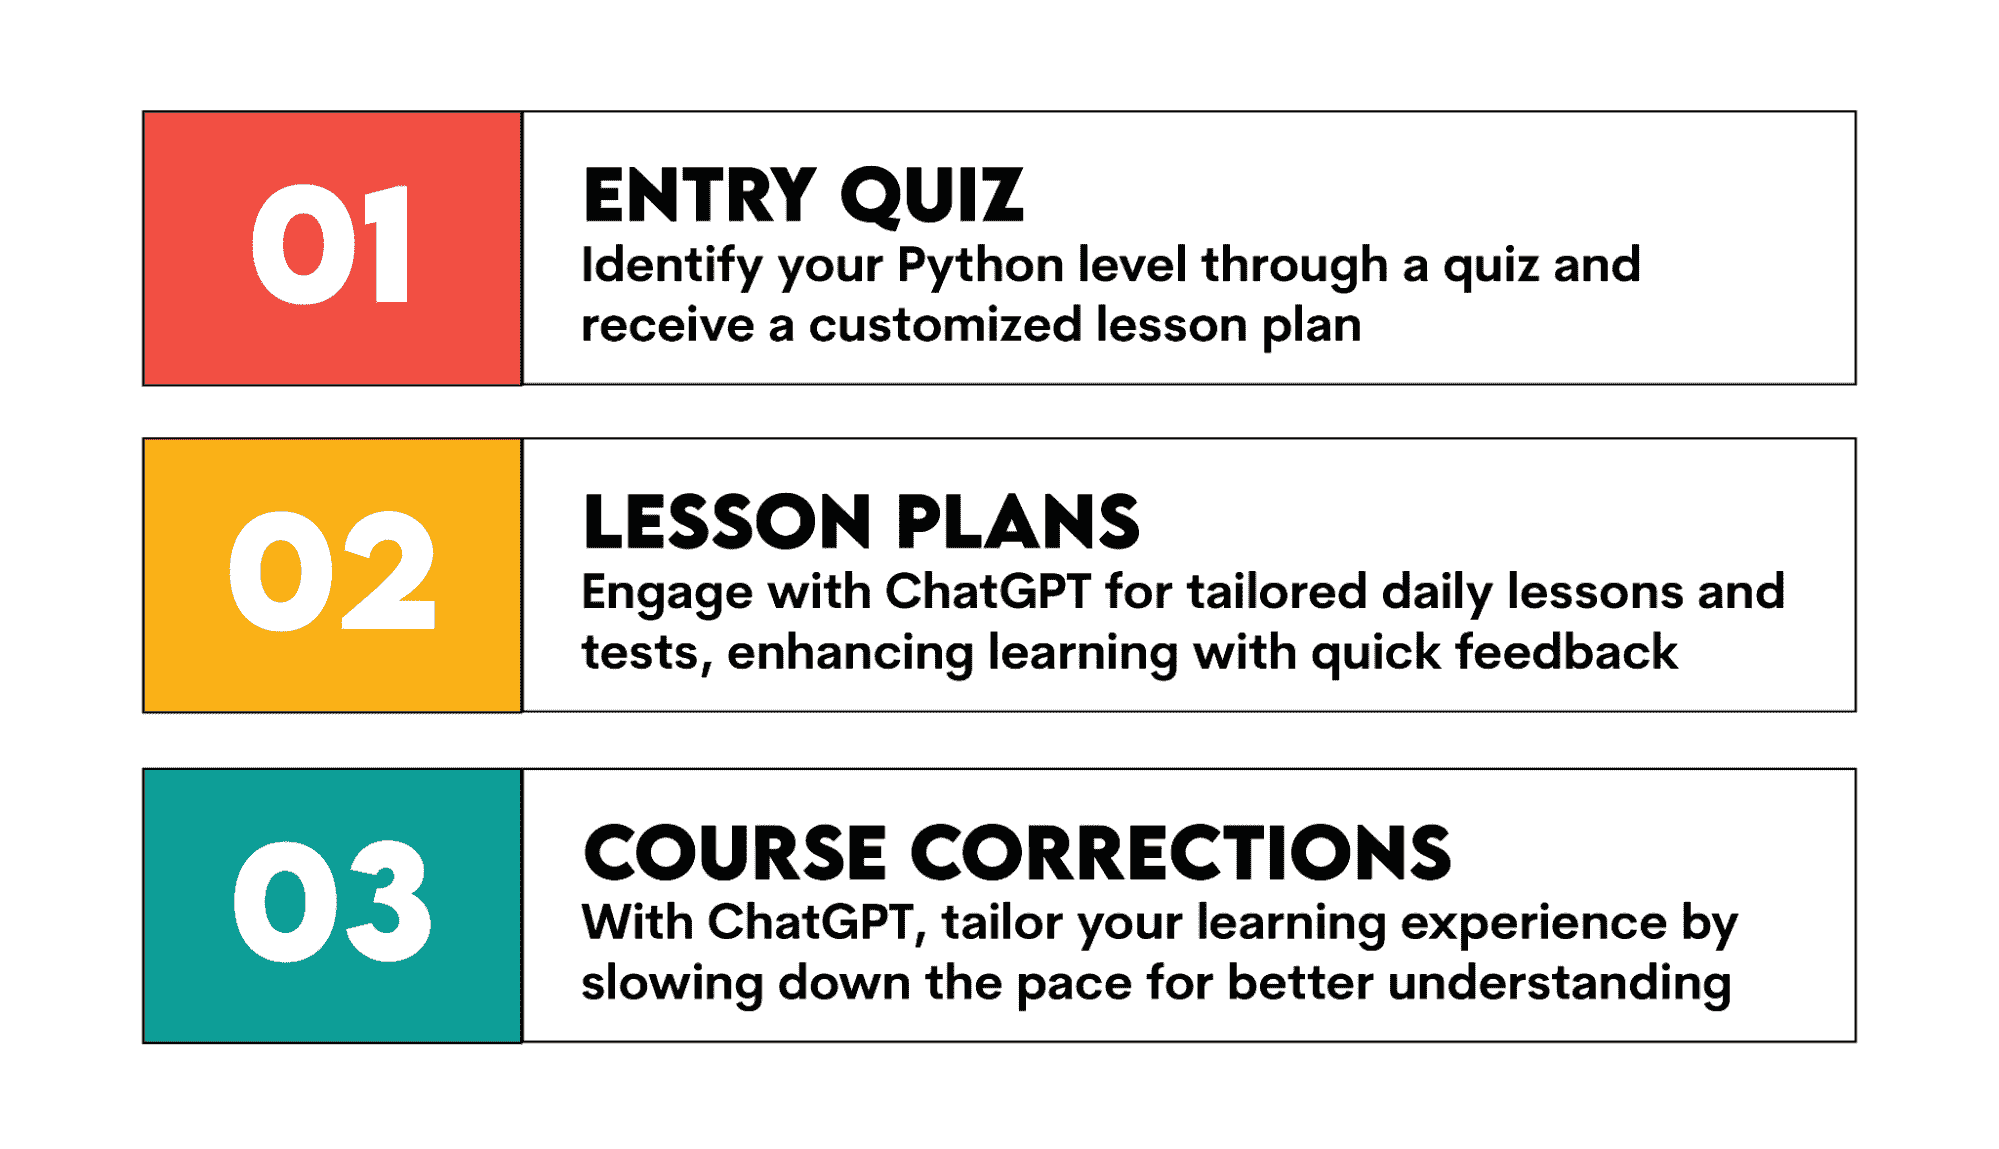 01
ENTRY QUIZ
Identify your Python level through a quiz and
receive a customized lesson plan
02
LESSON PLANS
Engage with ChatGPT for tailored daily lessons and
tests, enhancing learning with quick feedback
03
COURSE CORRECTIONS
With ChatGPT, tailor your learning experience by
slowing down the pace for better understanding